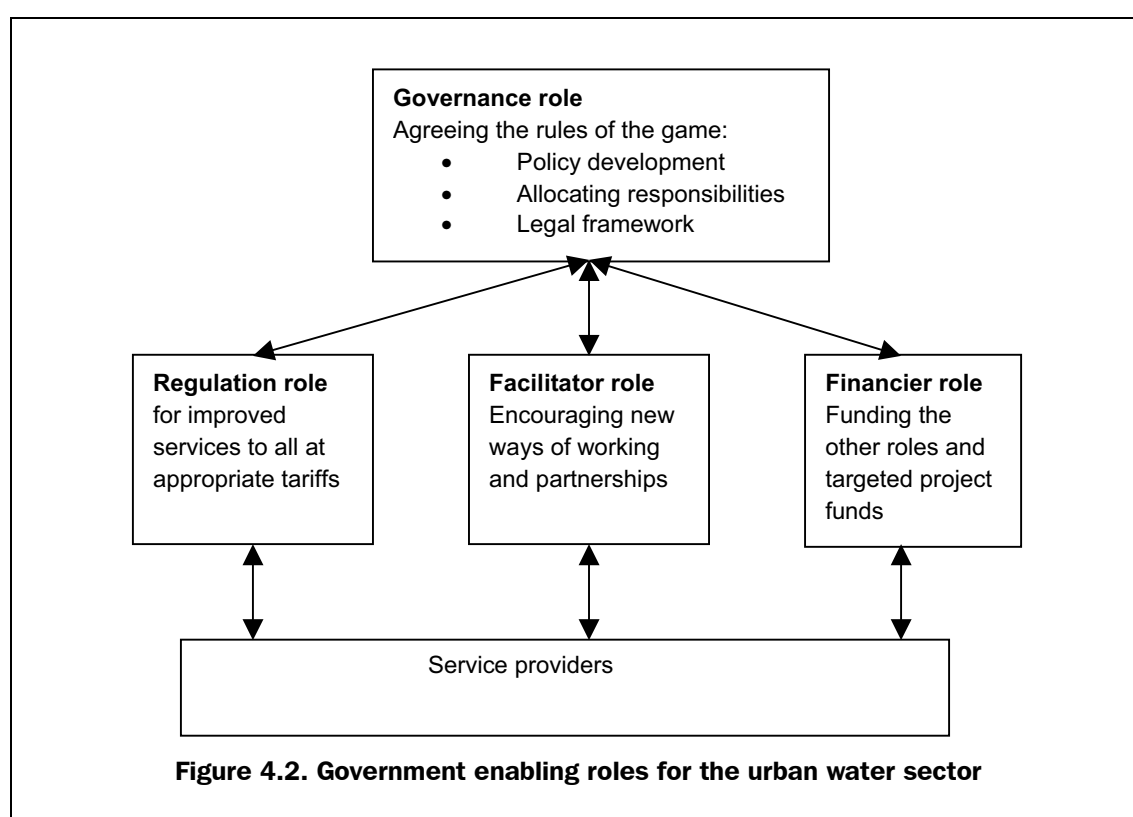 Governance role
Agreeing the rules of the game:
• Policy development
• Allocating responsibilities
• Legal framework
Regulation role
for improved
services to all at
appropriate tariffs
Facilitator role
Encouraging new
ways of working
and partnerships
Financier role
Funding the
other roles and
targeted project
funds
Service providers
Figure 4.2. Government enabling roles for the urban water sector